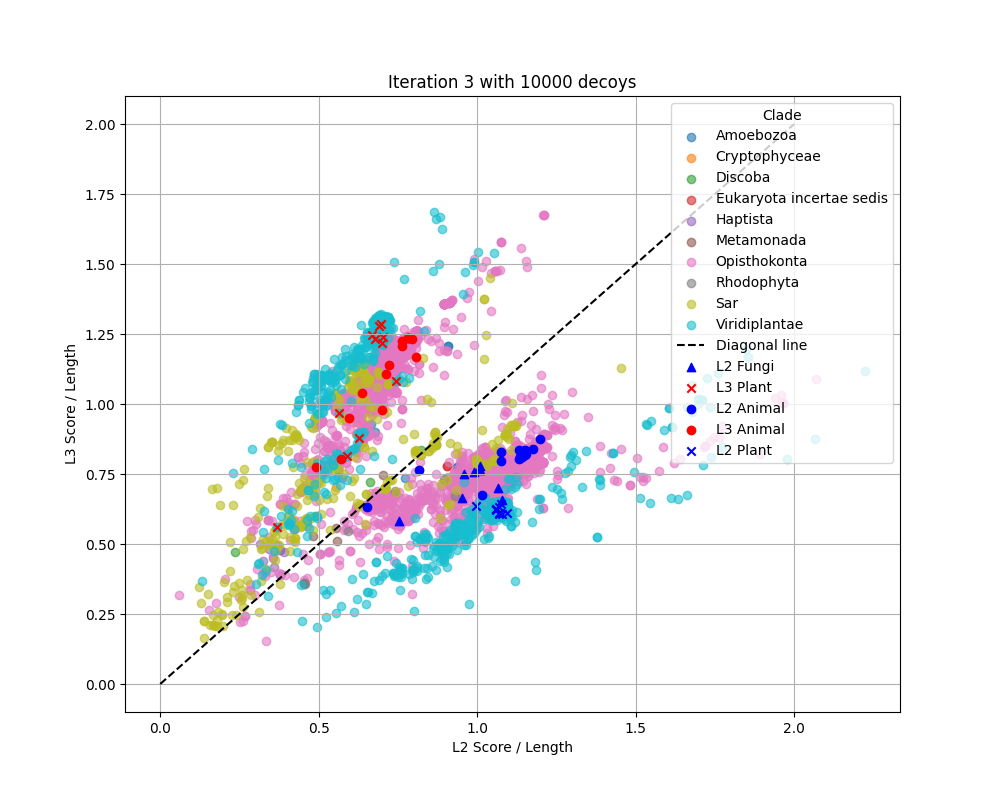 Iteration 3 with 10000 decoys
L3 Score / Length
2.00
1.75
1.50
1.25
1.00
0.75
0.50
0.25
0.00
0.0
0.5
1.0
1.5
2.0
L2 Score / Length
Clade
Amoebozoa
Cryptophyceae
Discoba
Eukaryota incertae sedis
Haptista
Metamonada
Opisthokonta
Rhodophyta
Sar
Viridiplantae
Diagonal line
L2 Fungi
L3 Plant
L2 Animal
L3 Animal
L2 Plant